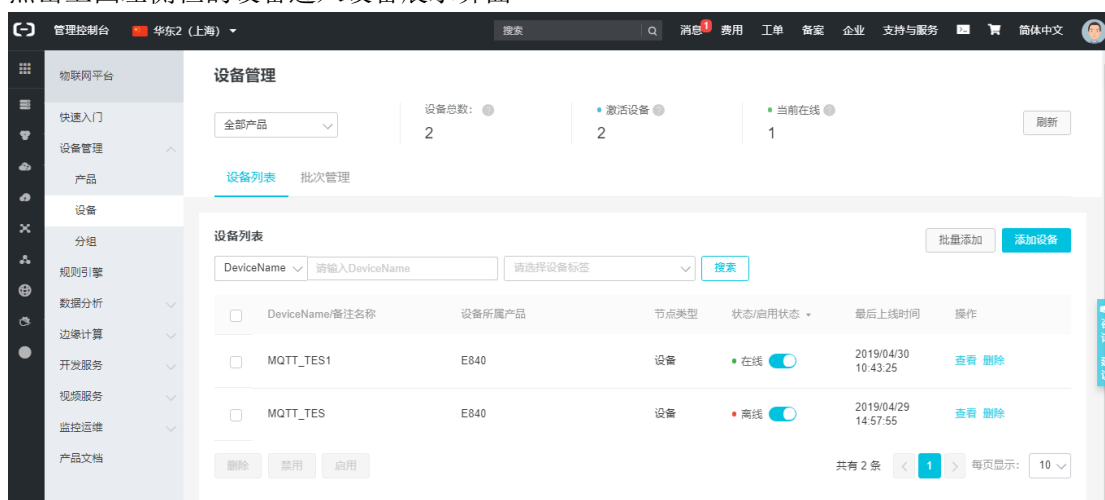 管理控制台 华东2（上海） 搜索 消息 1 费用 工单 备案 企业 支持与服务 简体中文
物联网平台
快速入门
设备管理
产品
设备
分组
规则引擎
数据分析
边缘计算
开发服务
视频服务
监控运维
产品文档
设备管理
全部产品
设备总数：
2
激活设备
2
当前在线
1
刷新
设备列表 批次管理
设备列表 批量添加 添加设备
DeviceName 请输入DeviceName 请选择设备标签 搜索
DeviceName/备注名称 设备所属产品 节点类型 状态/启用状态 最后上线时间 操作
MQTT_TES1 E840 设备 在线 2019/04/30 10:43:25 查看 删除
MQTT_TES E840 设备 离线 2019/04/29 14:57:55 查看 删除
删除 禁用 启用 共有 2 条 1 每页显示： 10